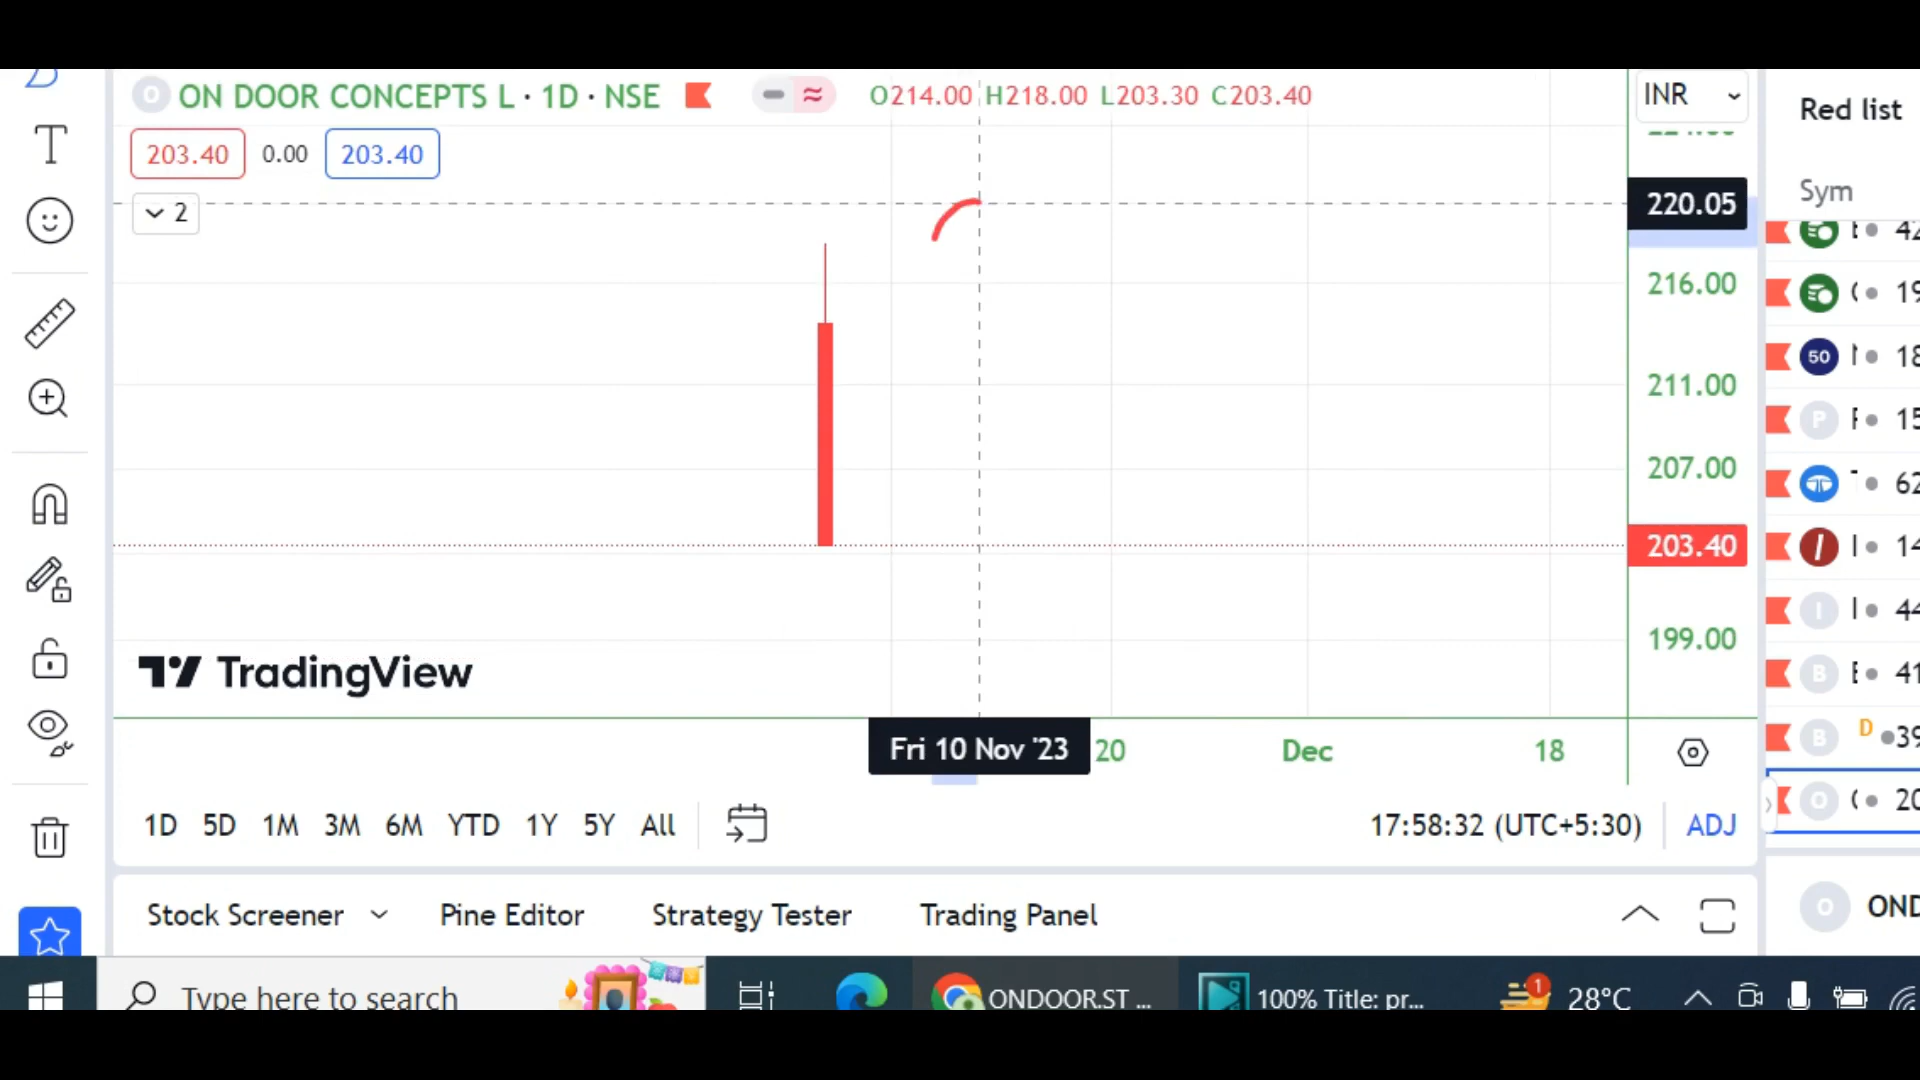 ON DOOR CONCEPTS L · 1D · NSE
O214.00 H218.00 L203.30 C203.40
INR
Red list
203.40 0.00 203.40
Sym
2
220.05
216.00
211.00
207.00
203.40
199.00
50
P
I
B
B
D
O
TradingView
Fri 10 Nov '23 20 Dec 18
1D 5D 1M 3M 6M YTD 1Y 5Y All
17:58:32 (UTC+5:30) ADJ
Stock Screener Pine Editor Strategy Tester Trading Panel
O
Type here to search
ONDOOR.ST ...
100% Title: pr...
1
28°C